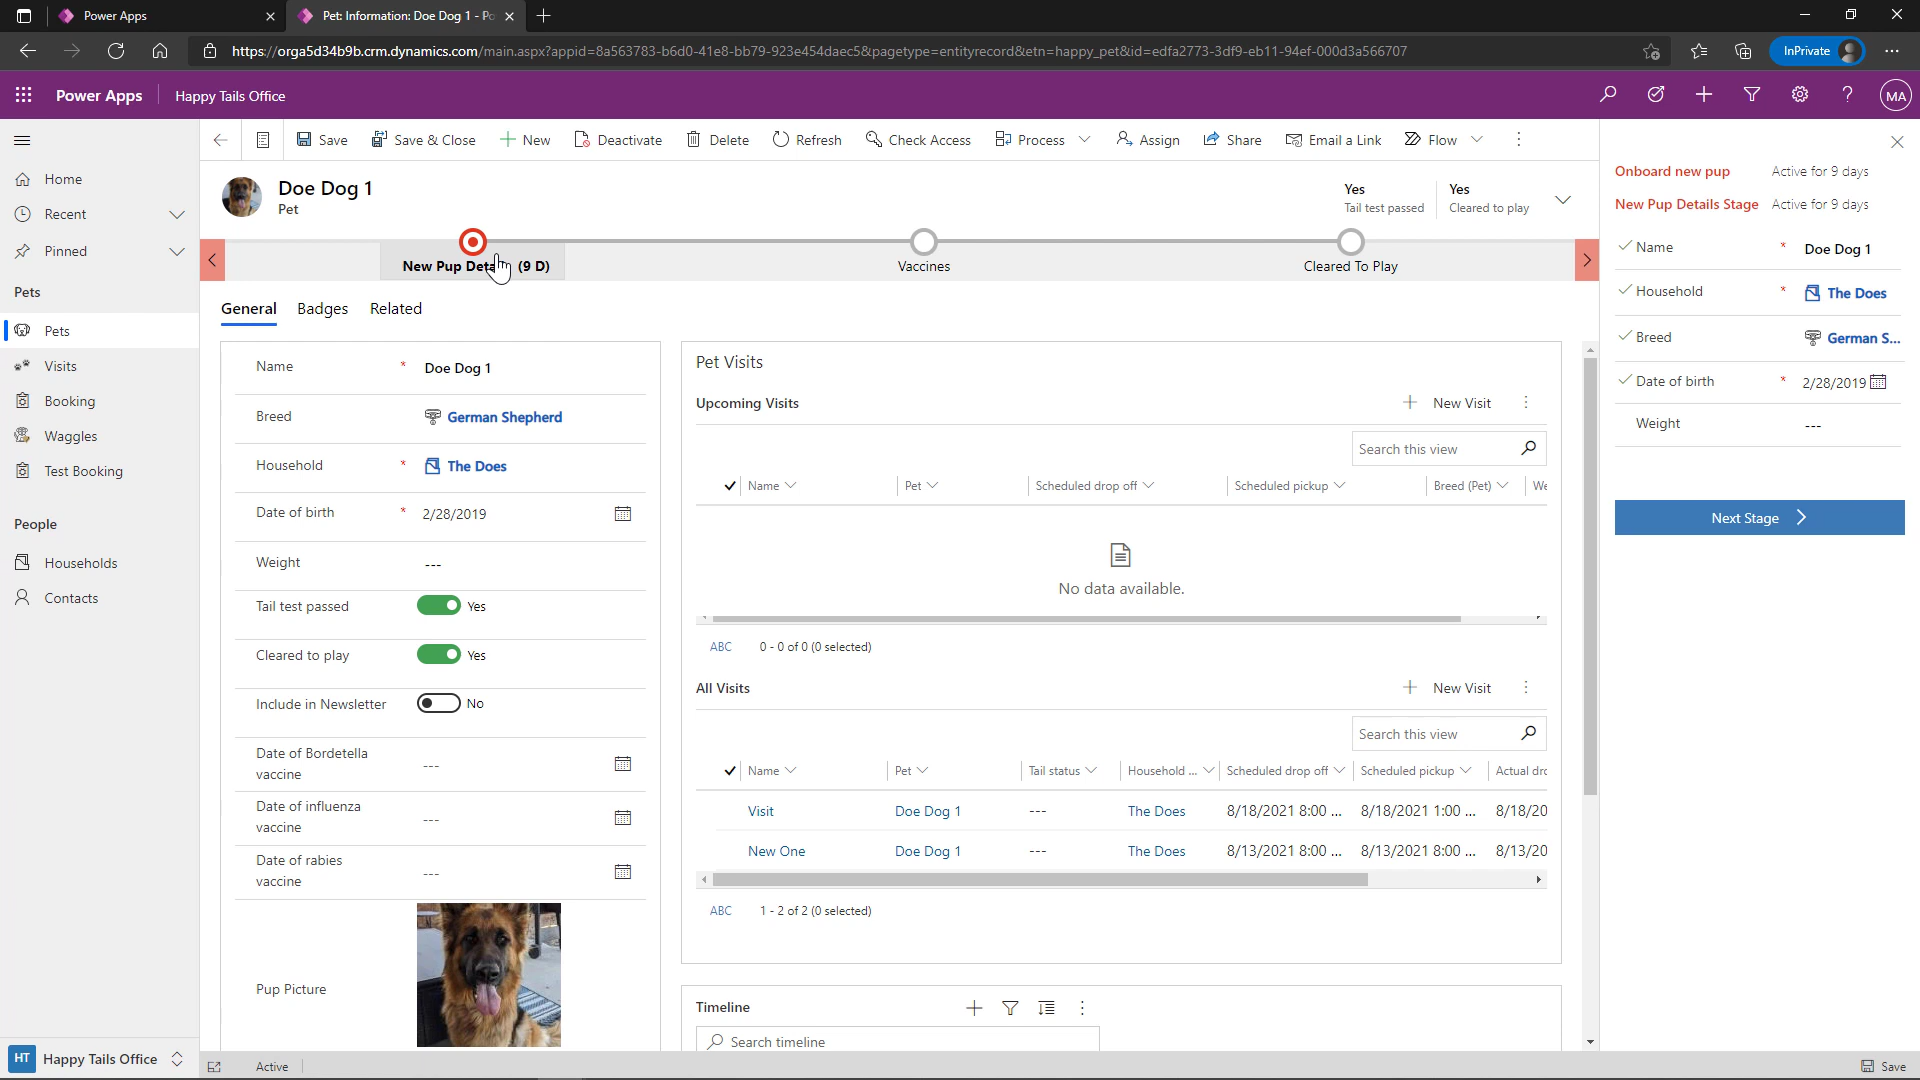 Power Apps
Pet: Information: Doe Dog 1 - Po
https://orga5d34b9b.crm.dynamics.com/main.aspx?appid=8a563783-b6d0-41e8-bb79-923e454daec5&pagetype=entityrecord&etn=happy_pet&id=edfa2773-3df9-eb11-94ef-000d3a566707
InPrivate
Power Apps
Happy Tails Office
MA
Save
Save & Close
New
Deactivate
Delete
Refresh
Check Access
Process
Assign
Share
Email a Link
Flow
Home
Recent
Pinned
Pets
Pets
Visits
Booking
Waggles
Test Booking
People
Households
Contacts
HT Happy Tails Office
Doe Dog 1
Pet
Yes
Tail test passed
Yes
Cleared to play
New Pup Details (9 D)
Vaccines
Cleared To Play
General
Badges
Related
Name * Doe Dog 1
Breed German Shepherd
Household * The Does
Date of birth * 2/28/2019
Weight ---
Tail test passed Yes
Cleared to play Yes
Include in Newsletter No
Date of Bordetella
vaccine ---
Date of influenza
vaccine ---
Date of rabies
vaccine ---
Pup Picture
Pet Visits
Upcoming Visits
New Visit
Search this view
Name Pet Scheduled drop off Scheduled pickup Breed (Pet) We
No data available.
ABC 0 - 0 of 0 (0 selected)
All Visits
New Visit
Search this view
Name Pet Tail status Household ... Scheduled drop off Scheduled pickup Actual dro
Visit Doe Dog 1 --- The Does 8/18/2021 8:00 ... 8/18/2021 1:00 ... 8/18/20
New One Doe Dog 1 --- The Does 8/13/2021 8:00 ... 8/13/2021 8:00 ... 8/13/20
ABC 1 - 2 of 2 (0 selected)
Timeline
Search timeline
Onboard new pup Active for 9 days
New Pup Details Stage Active for 9 days
Name * Doe Dog 1
Household * The Does
Breed German S...
Date of birth * 2/28/2019
Weight ---
Next Stage
Active
Save